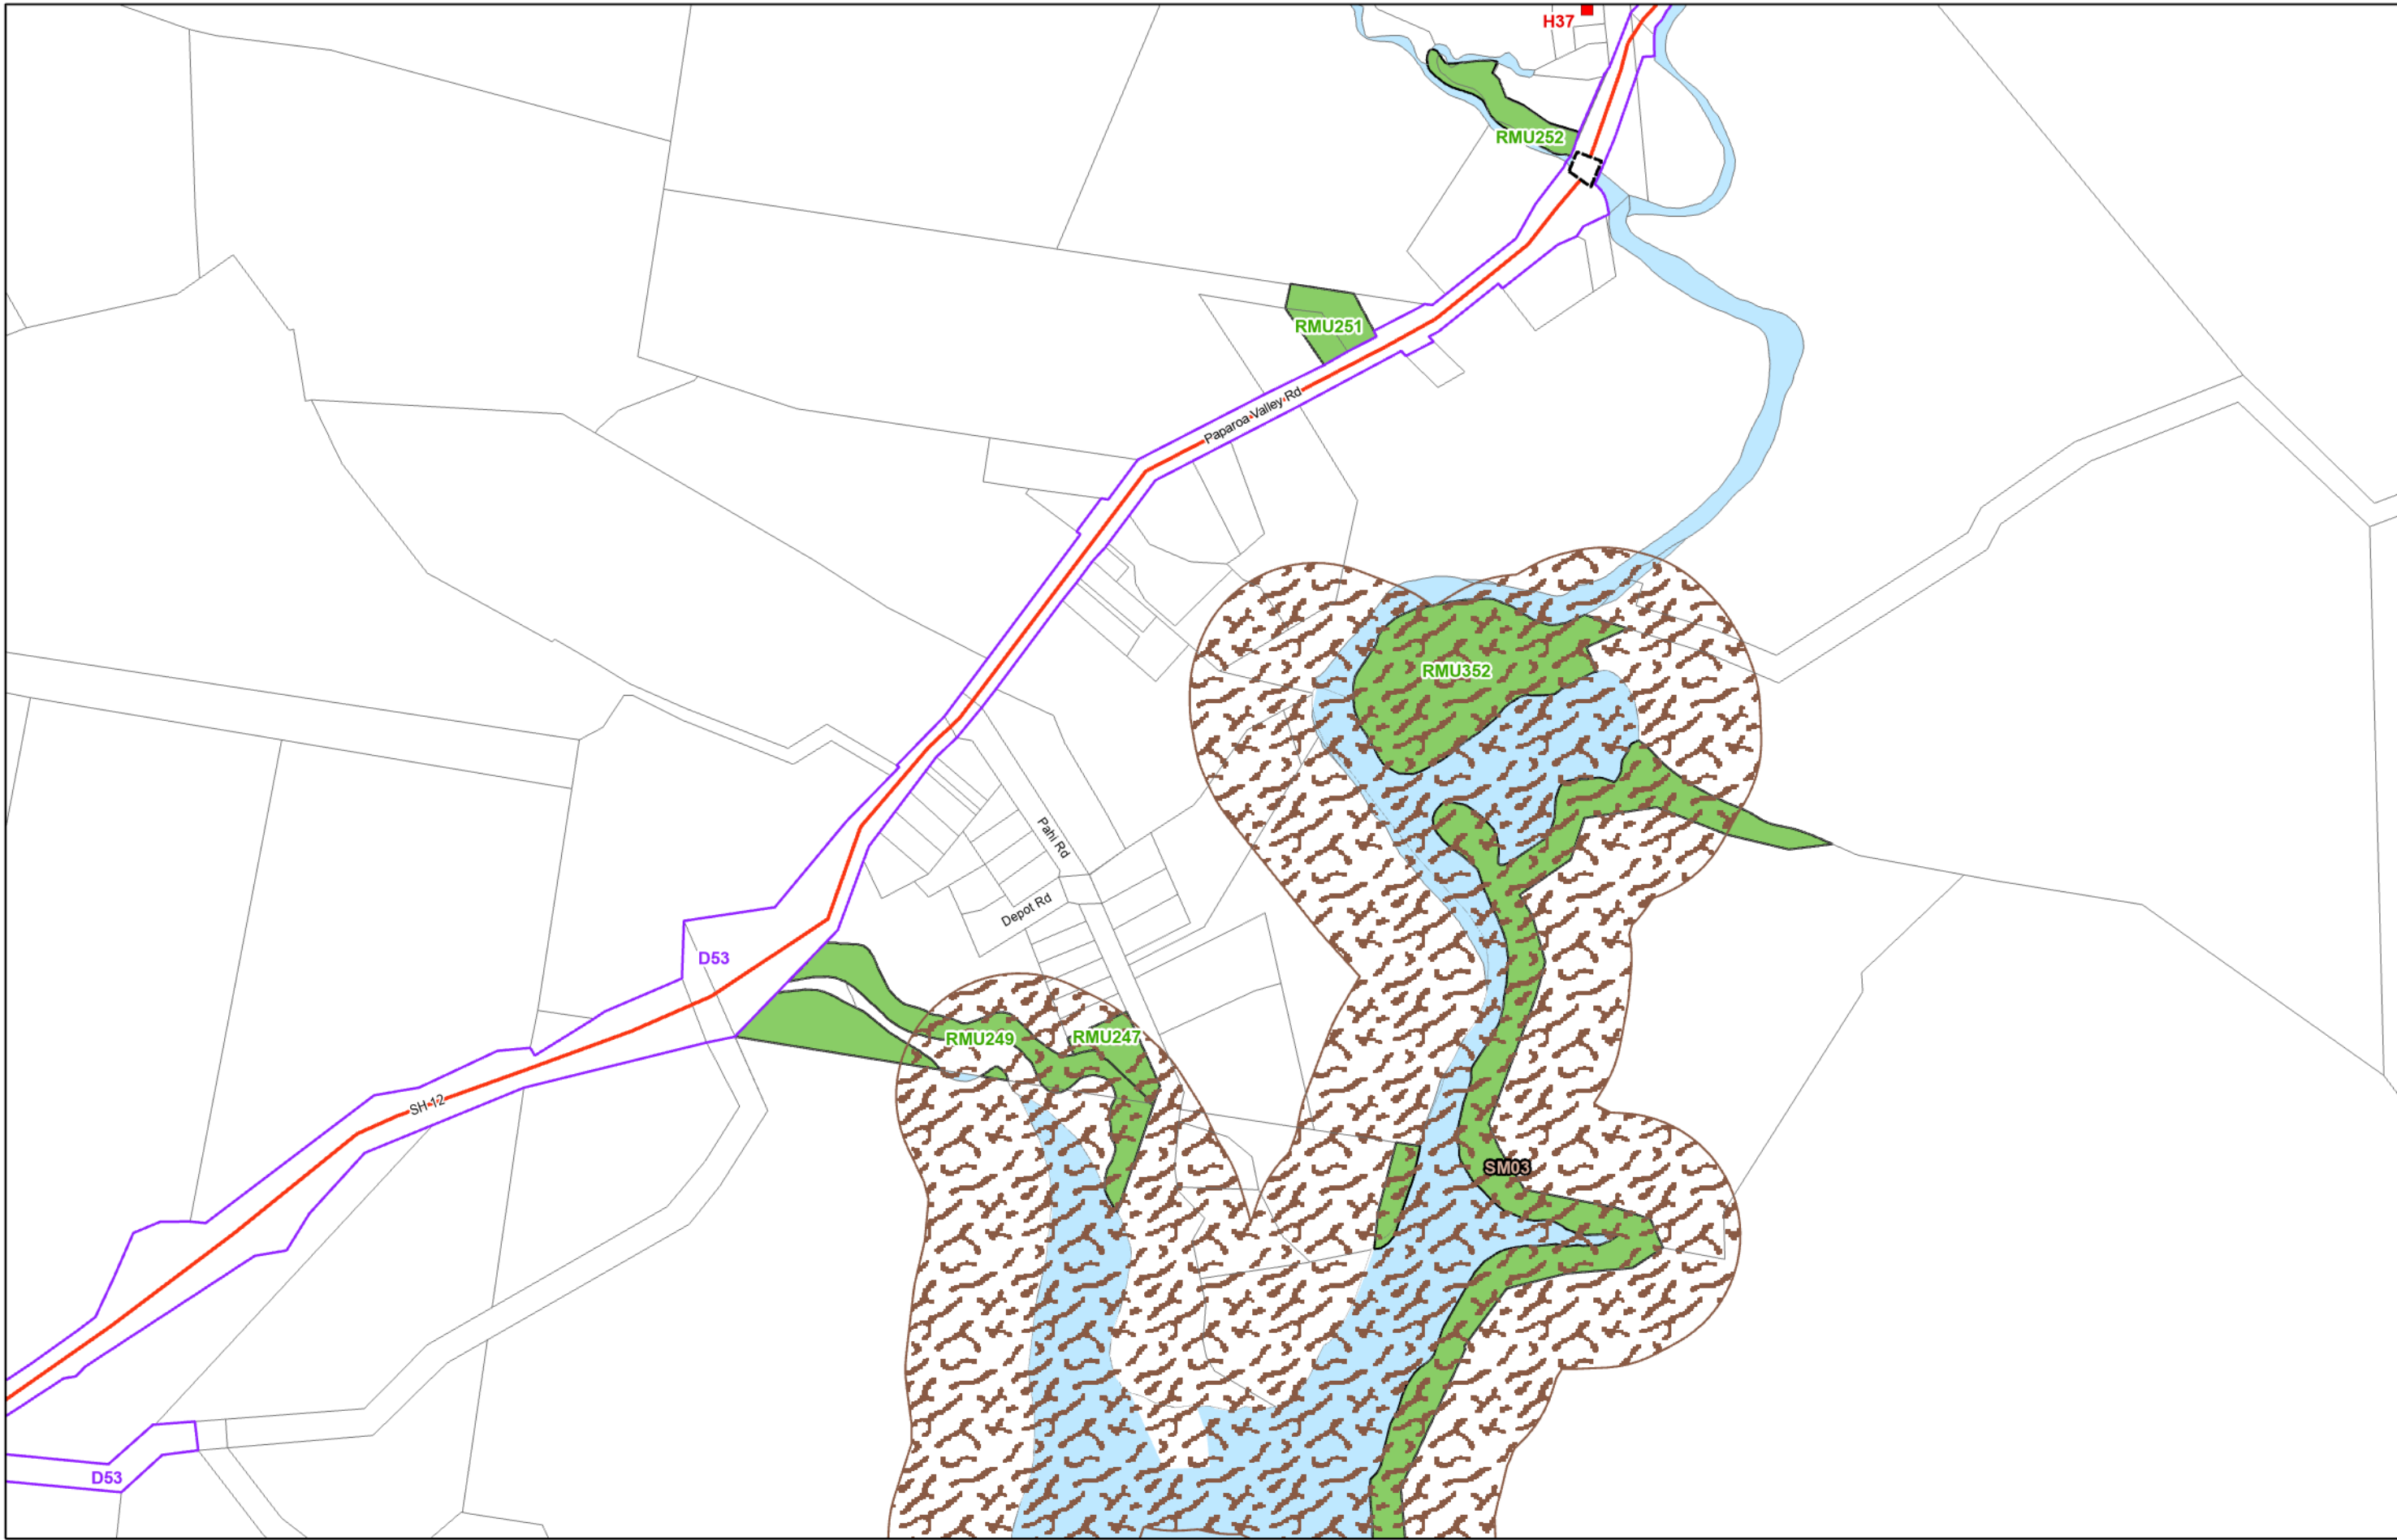 H37
RMU252
RMU251
Paparoa Valley Rd
RMU352
Pahi Rd
Depot Rd
D53
RMU249
RMU247
SH 12
SM03
D53